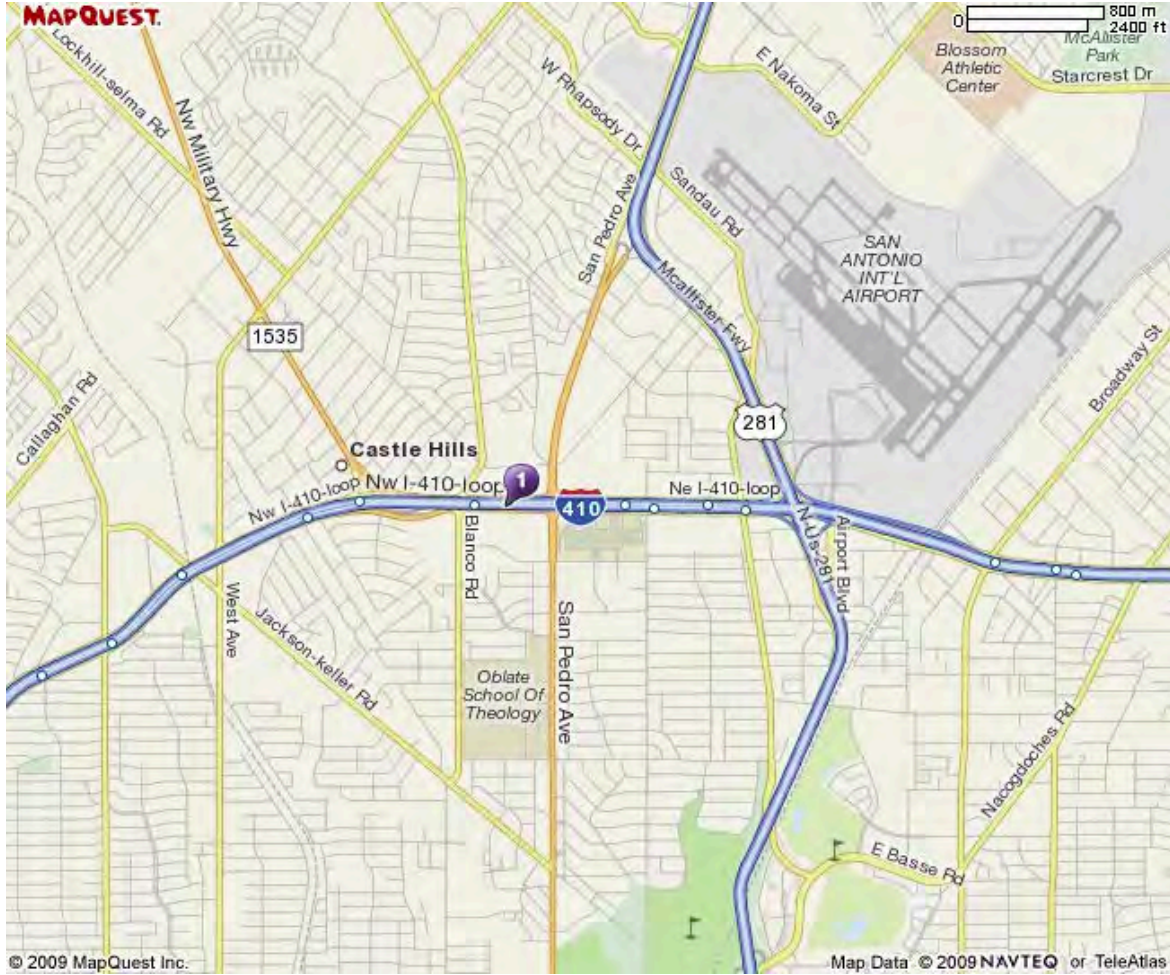 MAPQUEST.
0
800 m
2400 ft
McAllister
Park
Starcrest Dr
Blossom
Athletic
Center
E Nakoma St
W Rhapsody Dr
Lockhill-selma Rd
Nw Military Hwy
San Pedro Ave
Sandau Rd
SAN
ANTONIO
INT'L
AIRPORT
Mcallister Fwy
1535
Broadway St
Callaghan Rd
281
Castle Hills
Nw I-410-loop
Nw I-410-loop
1
410
Ne I-410-loop
N-Us-281
Airport Blvd
Blanco Rd
West Ave
Jackson-keller Rd
San Pedro Ave
Oblate
School Of
Theology
Nacogdoches Rd
E Basse Rd
© 2009 MapQuest Inc.
Map Data © 2009 NAVTEQ or TeleAtlas